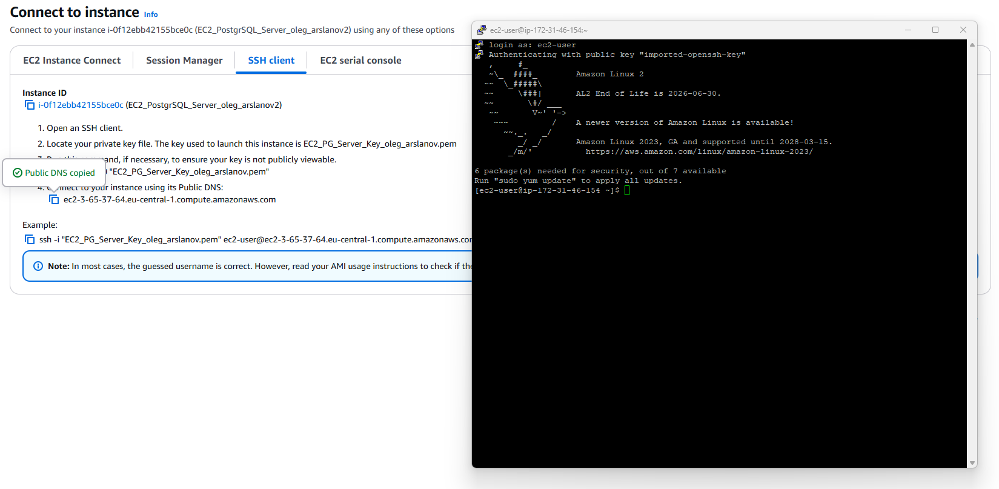 Connect to instance Info
Connect to your instance i-0f12ebb42155bce0c (EC2_PostgrSQL_Server_oleg_arslanov2) using any of these options
EC2 Instance Connect
Session Manager
SSH client
EC2 serial console
Instance ID
i-0f12ebb42155bce0c (EC2_PostgrSQL_Server_oleg_arslanov2)
1. Open an SSH client.
2. Locate your private key file. The key used to launch this instance is EC2_PG_Server_Key_oleg_arslanov.pem
if necessary, to ensure your key is not publicly viewable.
Public DNS copied
"EC2_PG_Server_Key_oleg_arslanov.pem"
4. Connect to your instance using its Public DNS:
ec2-3-65-37-64.eu-central-1.compute.amazonaws.com
Example:
ssh -i "EC2_PG_Server_Key_oleg_arslanov.pem" ec2-user@ec2-3-65-37-64.eu-central-1.compute.amazonaws.co
Note: In most cases, the guessed username is correct. However, read your AMI usage instructions to check if the
ec2-user@ip-172-31-46-154:~
login as: ec2-user
Authenticating with public key "imported-openssh-key"
   ,     #_
   ~\_  ####_        Amazon Linux 2
  ~~  \_#####\
  ~~     \###|       AL2 End of Life is 2026-06-30.
  ~~       \#/ ___
   ~~       V~' '->
    ~~~         /    A newer version of Amazon Linux is available!
      ~~._.   _/
         _/ _/       Amazon Linux 2023, GA and supported until 2028-03-15.
       _/m/'           https://aws.amazon.com/linux/amazon-linux-2023/
6 package(s) needed for security, out of 7 available
Run "sudo yum update" to apply all updates.
[ec2-user@ip-172-31-46-154 ~]$